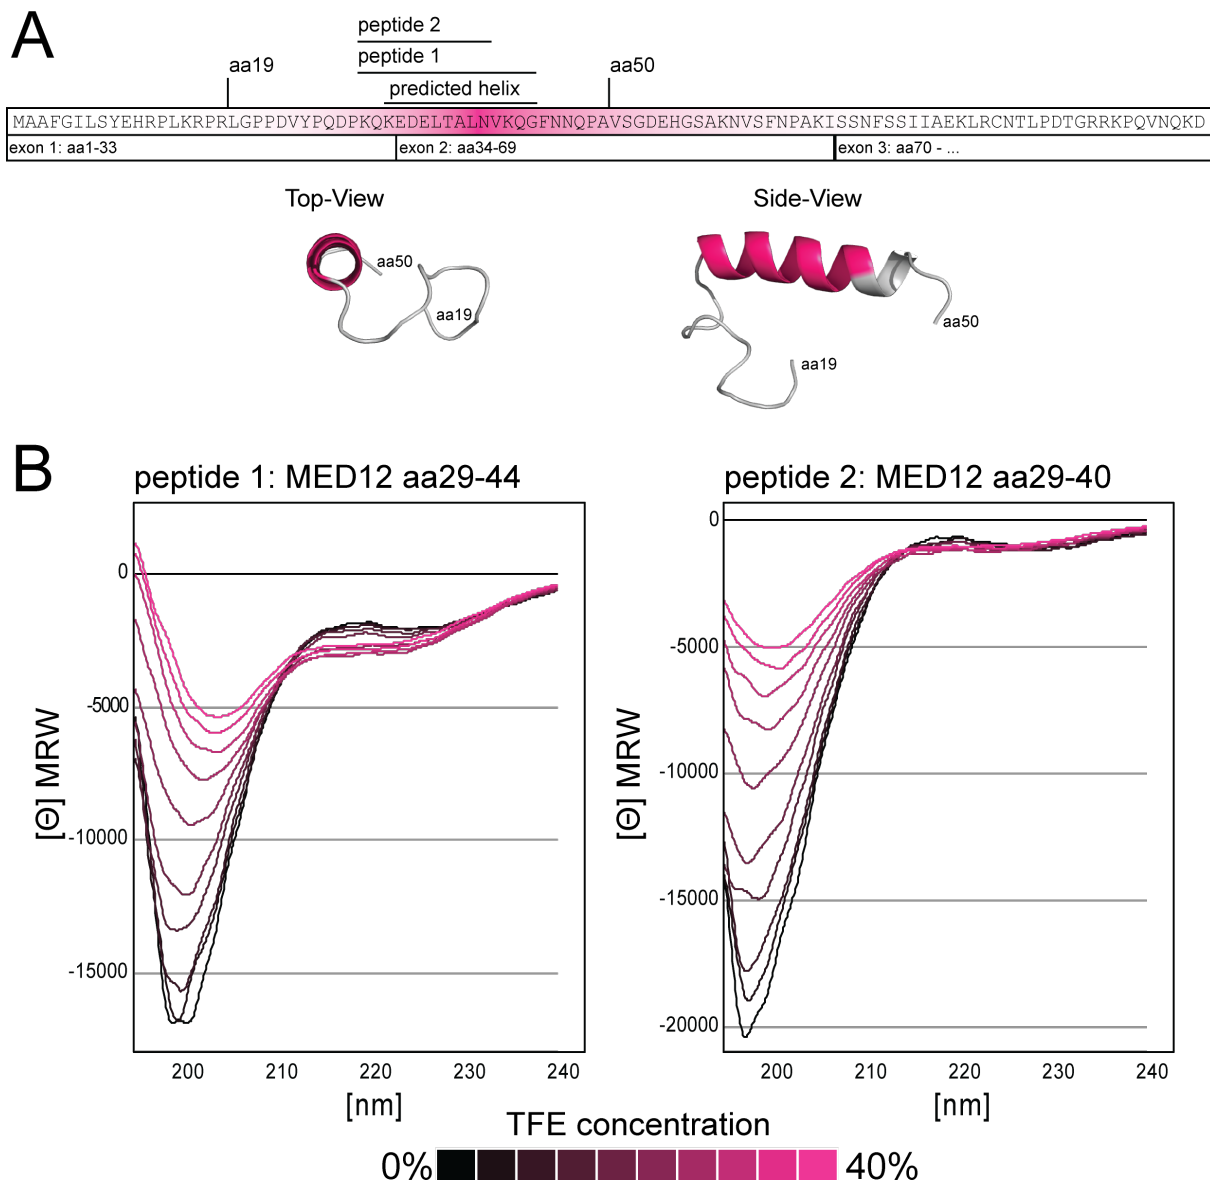 A
peptide 2
peptide 1
aa19
aa50
predicted helix
MAAFGILSYEHRPLKRPRLGPPDVYPQDPKQKEDELTALNVKQGFNNQPAVSGDEHGSAKNVSFNPAKISSNFSSIIAEKLRCNTLPDTGRRKPQVNQKD
exon 1: aa1-33
exon 2: aa34-69
exon 3: aa70 - ...
Top-View
Side-View
aa50
aa19
aa50
aa19
B
peptide 1: MED12 aa29-44
peptide 2: MED12 aa29-40
0
-5000
-10000
-15000
[Θ] MRW
200 210 220 230 240
[nm]
0
-5000
-10000
-15000
-20000
[Θ] MRW
200 210 220 230 240
[nm]
TFE concentration
0% 40%